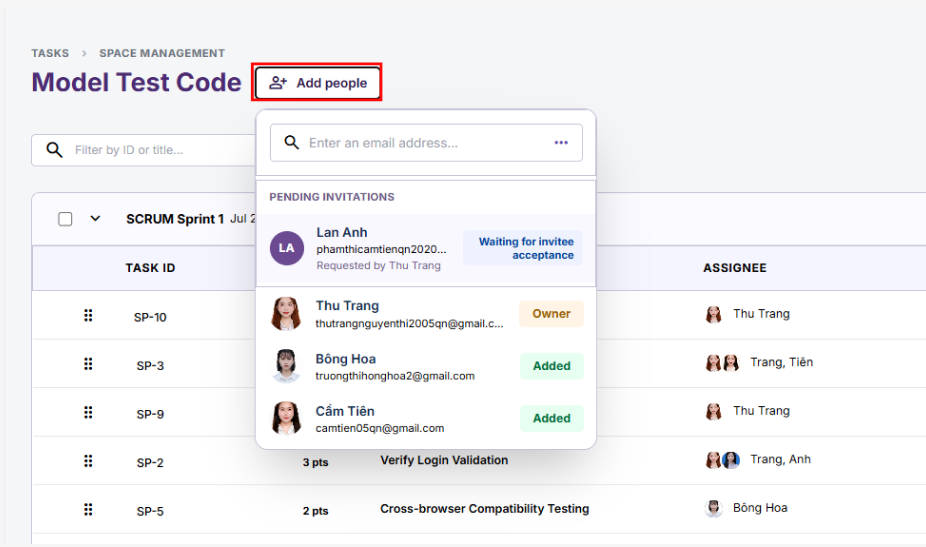 TASKS > SPACE MANAGEMENT
Model Test Code
Add people
Filter by ID or title...
Enter an email address...
PENDING INVITATIONS
LA
Lan Anh
phamthicamtienqn2020...
Requested by Thu Trang
Waiting for invitee
acceptance
Thu Trang
thutrangnguyenthi2005qn@gmail.c...
Owner
Bông Hoa
truongthihonghoa2@gmail.com
Added
Cẩm Tiên
camtien05qn@gmail.com
Added
SCRUM Sprint 1 Jul 2
TASK ID ASSIGNEE
SP-10 Thu Trang
SP-3 Trang, Tiên
SP-9 Thu Trang
SP-2 3 pts Verify Login Validation Trang, Anh
SP-5 2 pts Cross-browser Compatibility Testing Bông Hoa